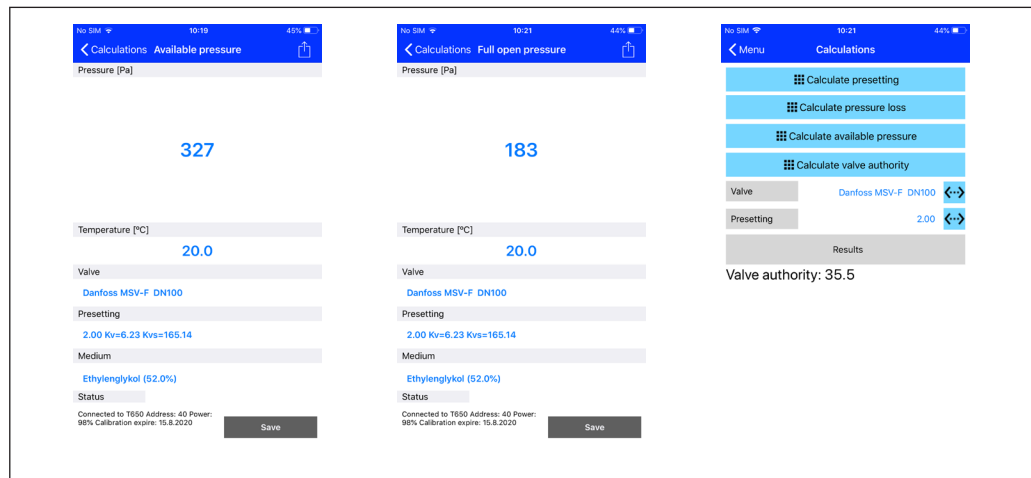 No SIM 10:19 45%
Calculations Available pressure
Pressure [Pa]
327
Temperature [ºC]
20.0
Valve
Danfoss MSV-F DN100
Presetting
2.00 Kv=6.23 Kvs=165.14
Medium
Ethylenglykol (52.0%)
Status
Connected to T650 Address: 40 Power:
98% Calibration expire: 15.8.2020
Save
No SIM 10:21 44%
Calculations Full open pressure
Pressure [Pa]
183
Temperature [ºC]
20.0
Valve
Danfoss MSV-F DN100
Presetting
2.00 Kv=6.23 Kvs=165.14
Medium
Ethylenglykol (52.0%)
Status
Connected to T650 Address: 40 Power:
98% Calibration expire: 15.8.2020
Save
No SIM 10:21 44%
Menu Calculations
Calculate presetting
Calculate pressure loss
Calculate available pressure
Calculate valve authority
Valve Danfoss MSV-F DN100
Presetting 2.00
Results
Valve authority: 35.5